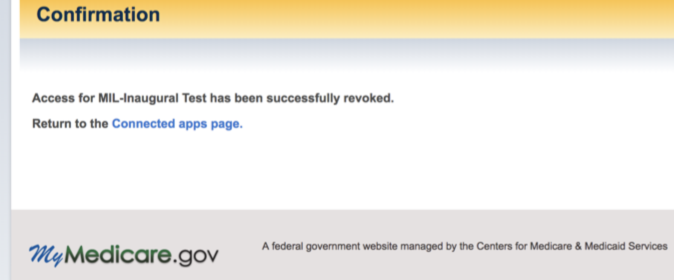 Confirmation
Access for MIL-Inaugural Test has been successfully revoked.
Return to the Connected apps page.
MyMedicare.gov
A federal government website managed by the Centers for Medicare & Medicaid Services